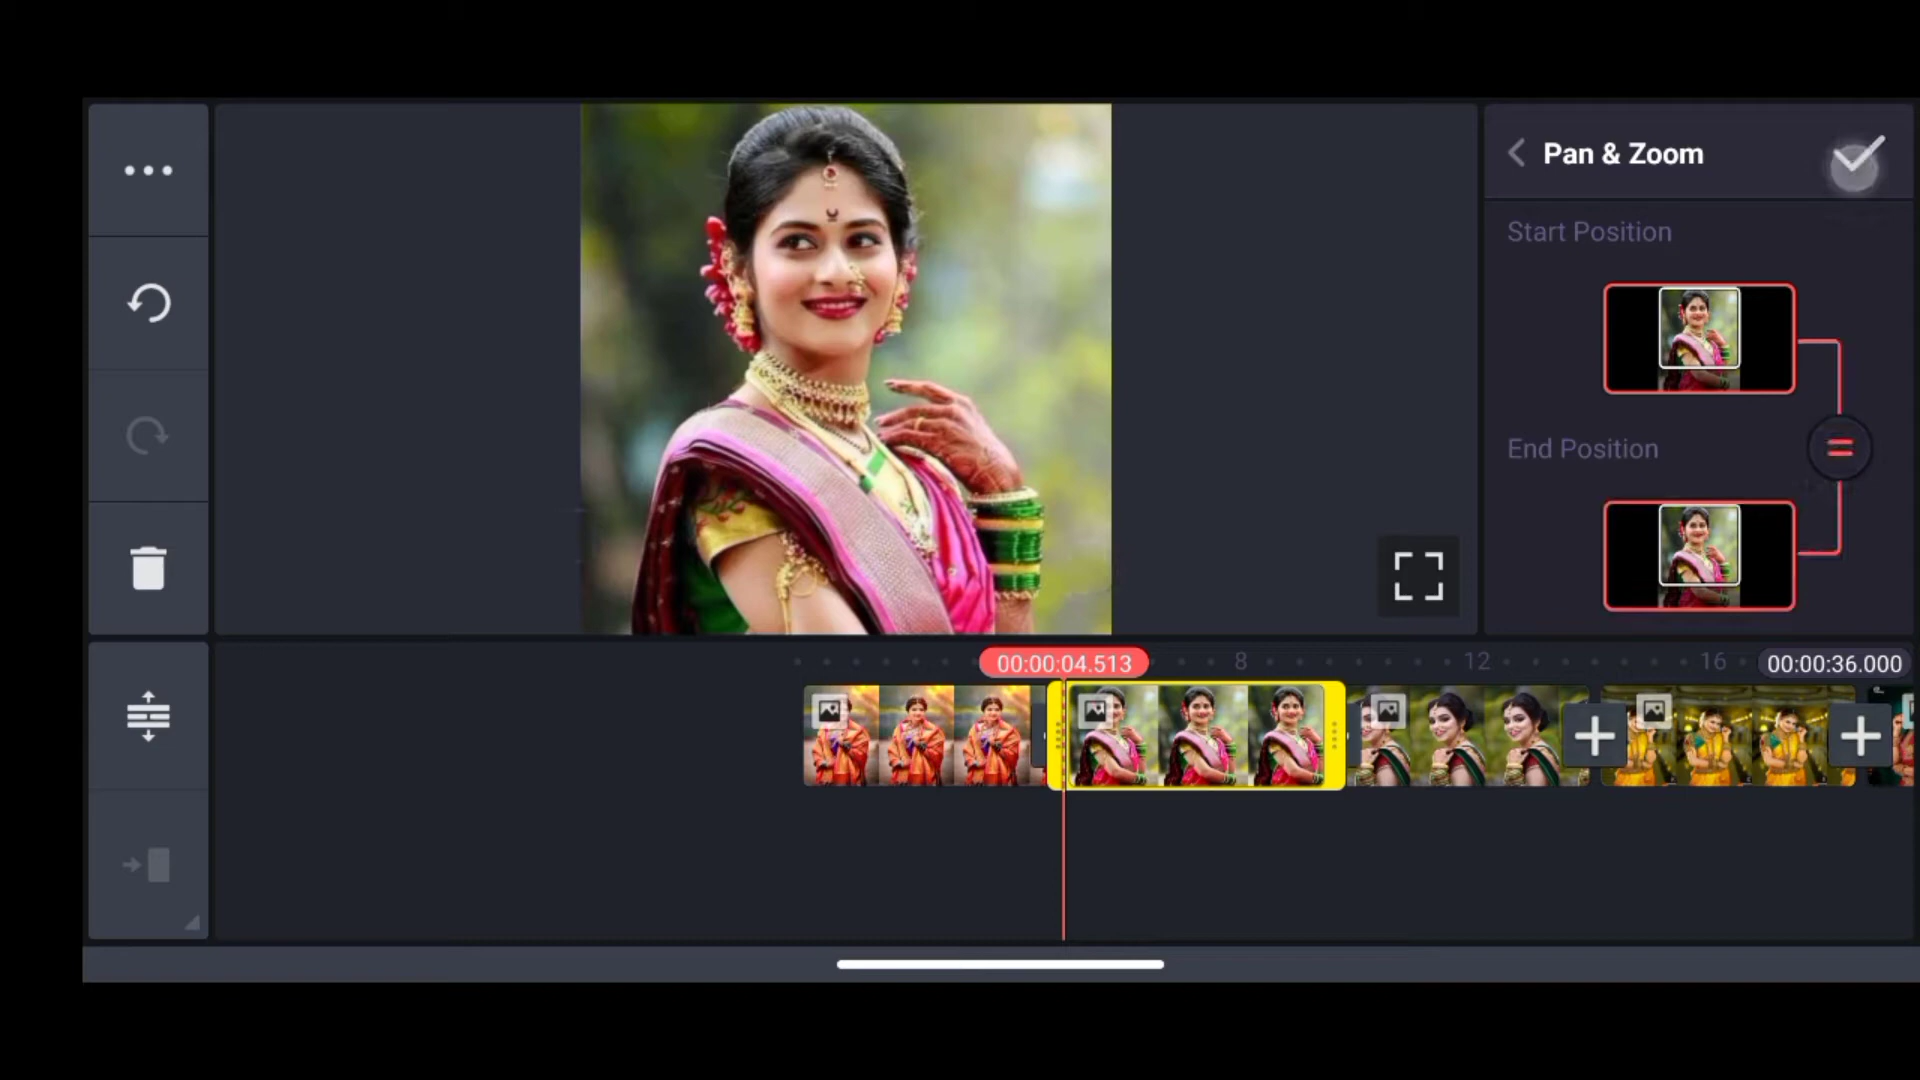 Pan & Zoom
Start Position
End Position
00:00:04.513
8
12
16
00:00:36.000